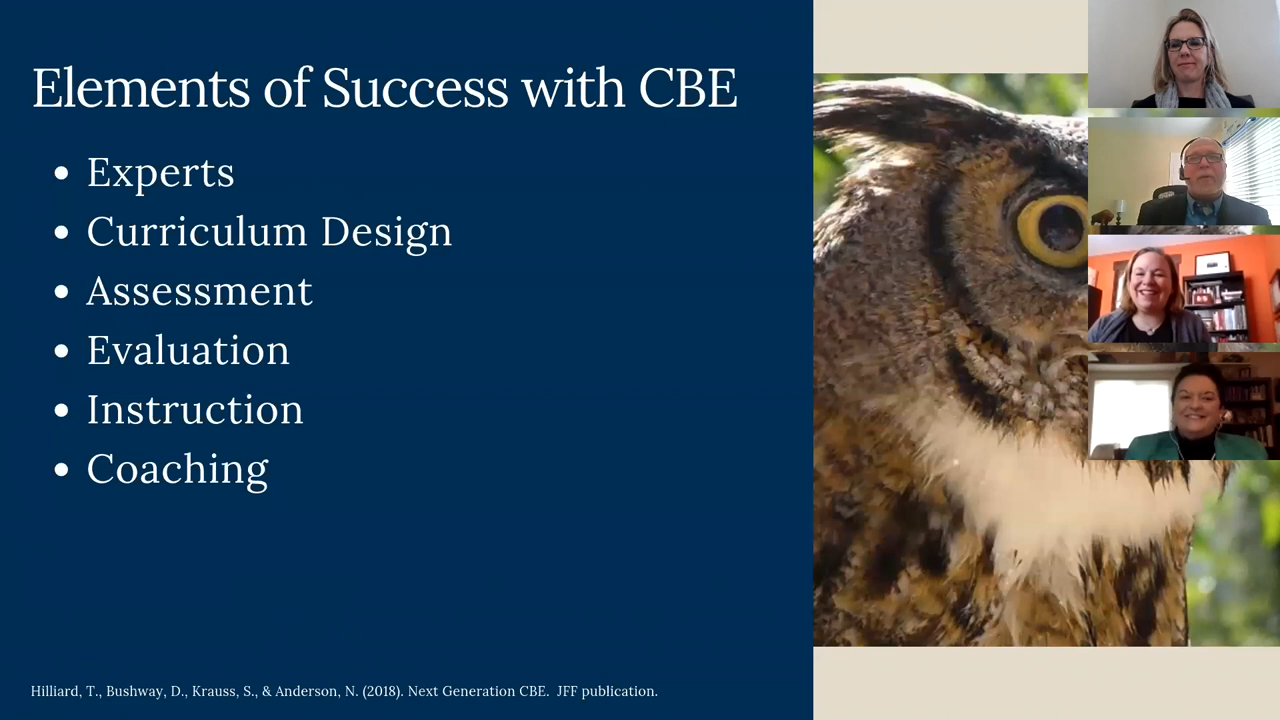 Elements of Success with CBE
• Experts
• Curriculum Design
• Assessment
• Evaluation
• Instruction
• Coaching
Hilliard, T., Bushway, D., Krauss, S., & Anderson, N. (2018). Next Generation CBE.  JFF publication.